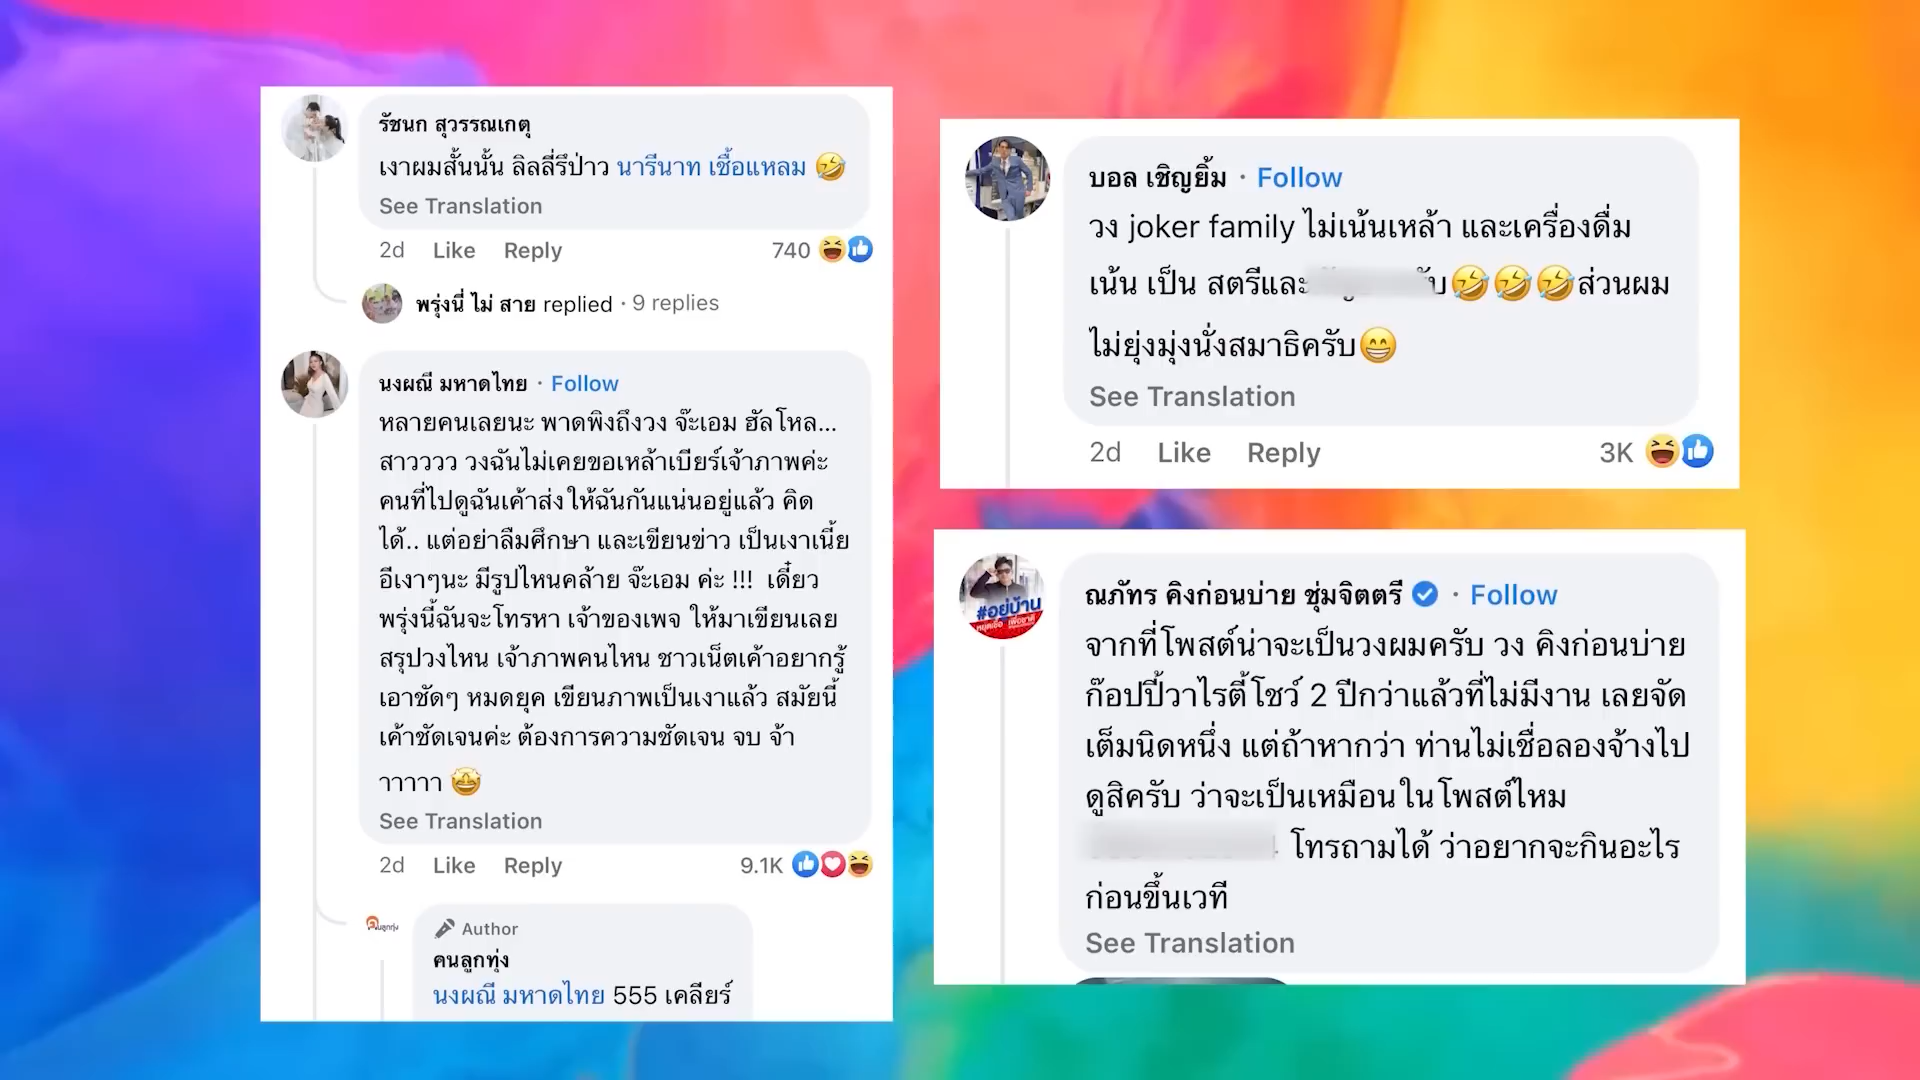 รัชนก สุวรรณเกตุ
เงาผมสั้นนั้น ลิลลี่รึป่าว นารีนาท เชื้อแหลม 🤣
See Translation
2d Like Reply 740
พรุ่งนี้ ไม่ สาย replied · 9 replies
นงผณี มหาดไทย · Follow
หลายคนเลยนะ พาดพิงถึงวง จ๊ะเอม ฮัลโหล...
สาวววว วงฉันไม่เคยขอเหล้าเบียร์เจ้าภาพค่ะ
คนที่ไปดูฉันเค้าส่งให้ฉันกันแน่นอยู่แล้ว คิด
ได้.. แต่อย่าลืมศึกษา และเขียนข่าว เป็นเงาเนี้ย
อีเงาๆนะ มีรูปไหนคล้าย จ๊ะเอม ค่ะ !!! เดี๋ยว
พรุ่งนี้ฉันจะโทรหา เจ้าของเพจ ให้มาเขียนเลย
สรุปวงไหน เจ้าภาพคนไหน ชาวเน็ตเค้าอยากรู้
เอาชัดๆ หมดยุค เขียนภาพเป็นเงาแล้ว สมัยนี้
เค้าชัดเจนค่ะ ต้องการความชัดเจน จบ จ้า
าาาาา 🤩
See Translation
2d Like Reply 9.1K
Author
คนลูกทุ่ง
คนลูกทุ่ง
นงผณี มหาดไทย 555 เคลียร์
บอล เชิญยิ้ม · Follow
วง joker family ไม่เน้นเหล้า และเครื่องดื่ม
เน้น เป็น สตรีและ 🤣🤣🤣ส่วนผม
ไม่ยุ่งมุ่งนั่งสมาธิครับ😁
See Translation
2d Like Reply 3K
#อยู่บ้าน
หยุดเชื้อ เพื่อชาติ
ณภัทร คิงก่อนบ่าย ชุ่มจิตตรี · Follow
จากที่โพสต์น่าจะเป็นวงผมครับ วง คิงก่อนบ่าย
ก๊อปปี้วาไรตี้โชว์ 2 ปีกว่าแล้วที่ไม่มีงาน เลยจัด
เต็มนิดหนึ่ง แต่ถ้าหากว่า ท่านไม่เชื่อลองจ้างไป
ดูสิครับ ว่าจะเป็นเหมือนในโพสต์ไหม
โทรถามได้ ว่าอยากจะกินอะไร
ก่อนขึ้นเวที
See Translation